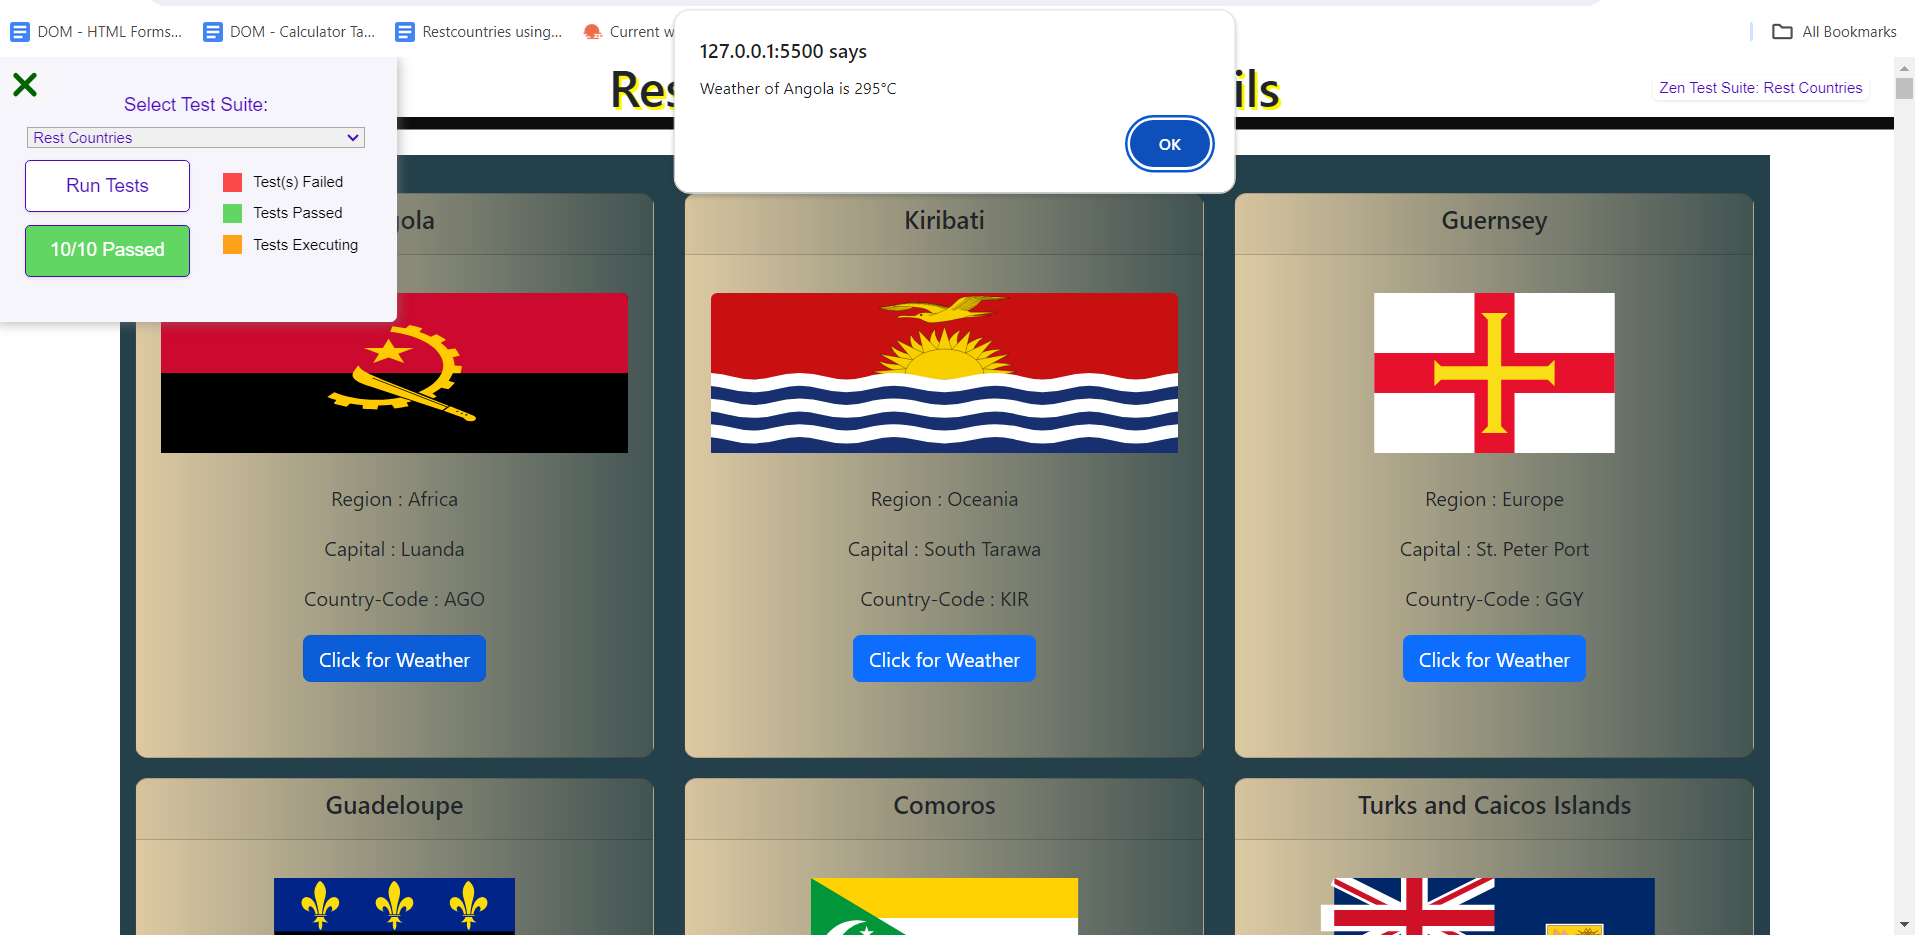 DOM - HTML Forms...
DOM - Calculator Ta...
Restcountries using...
Current w
All Bookmarks
127.0.0.1:5500 says
Weather of Angola is 295°C
OK
Res
ils
Zen Test Suite: Rest Countries
Select Test Suite:
Rest Countries
Run Tests
10/10 Passed
Test(s) Failed
Tests Passed
Tests Executing
gola
Region : Africa
Capital : Luanda
Country-Code : AGO
Click for Weather
Kiribati
Region : Oceania
Capital : South Tarawa
Country-Code : KIR
Click for Weather
Guernsey
Region : Europe
Capital : St. Peter Port
Country-Code : GGY
Click for Weather
Guadeloupe
Comoros
Turks and Caicos Islands